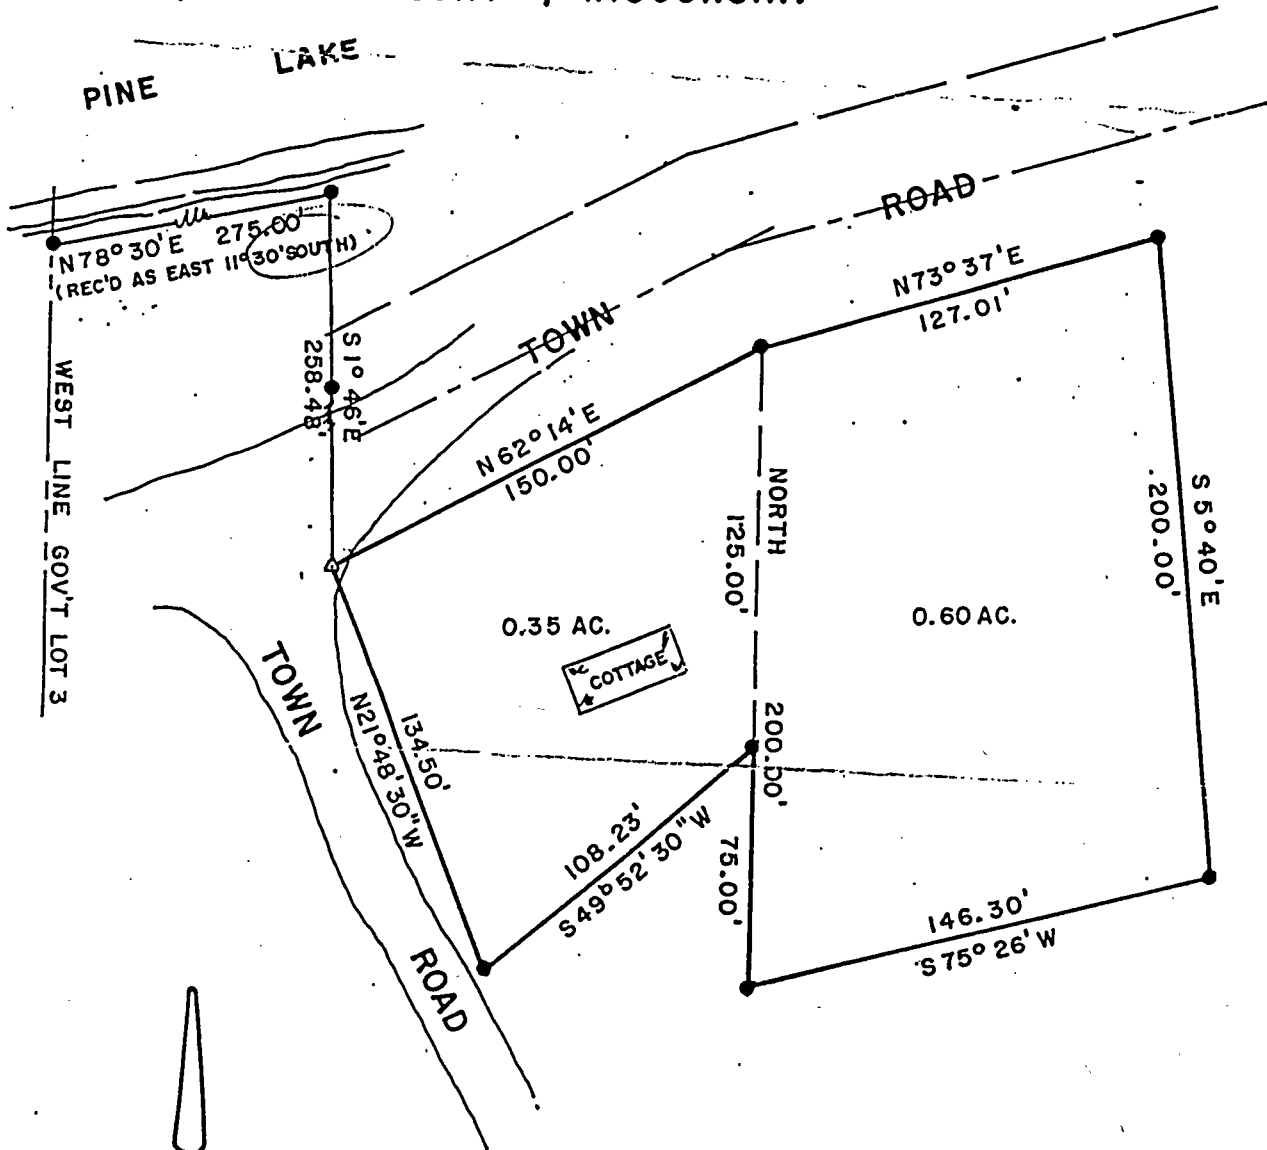 PINE LAKE
N78°30'E 275.00'
(REC'D AS EAST 11°30'SOUTH)
WEST LINE GOV'T LOT 3
S 1° 46'E
258.48'
TOWN ROAD
N73°37'E
127.01'
N62°14'E
150.00'
NORTH
125.00'
S 5°40'E
200.00'
0.35 AC.
COTTAGE
0.60 AC.
TOWN ROAD
134.50'
N21°48'30"W
200.00'
108.23'
S49°52'30"W
75.00'
146.30'
S75°26'W